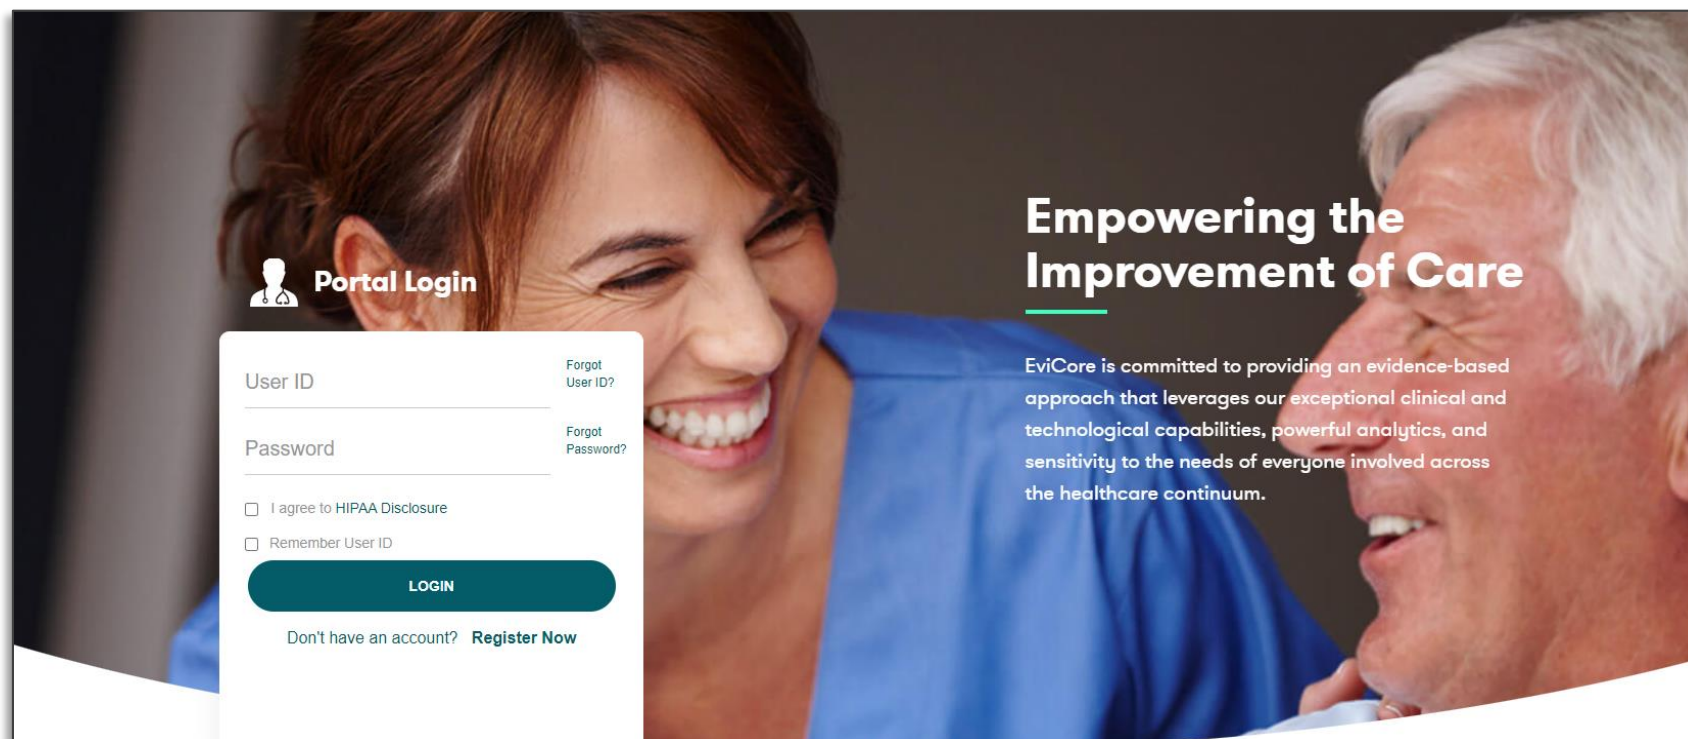 Portal Login
User ID
Forgot
User ID?
Password
Forgot
Password?
I agree to HIPAA Disclosure
Remember User ID
LOGIN
Don't have an account? Register Now
Empowering the
Improvement of Care
EviCore is committed to providing an evidence-based
approach that leverages our exceptional clinical and
technological capabilities, powerful analytics, and
sensitivity to the needs of everyone involved across
the healthcare continuum.